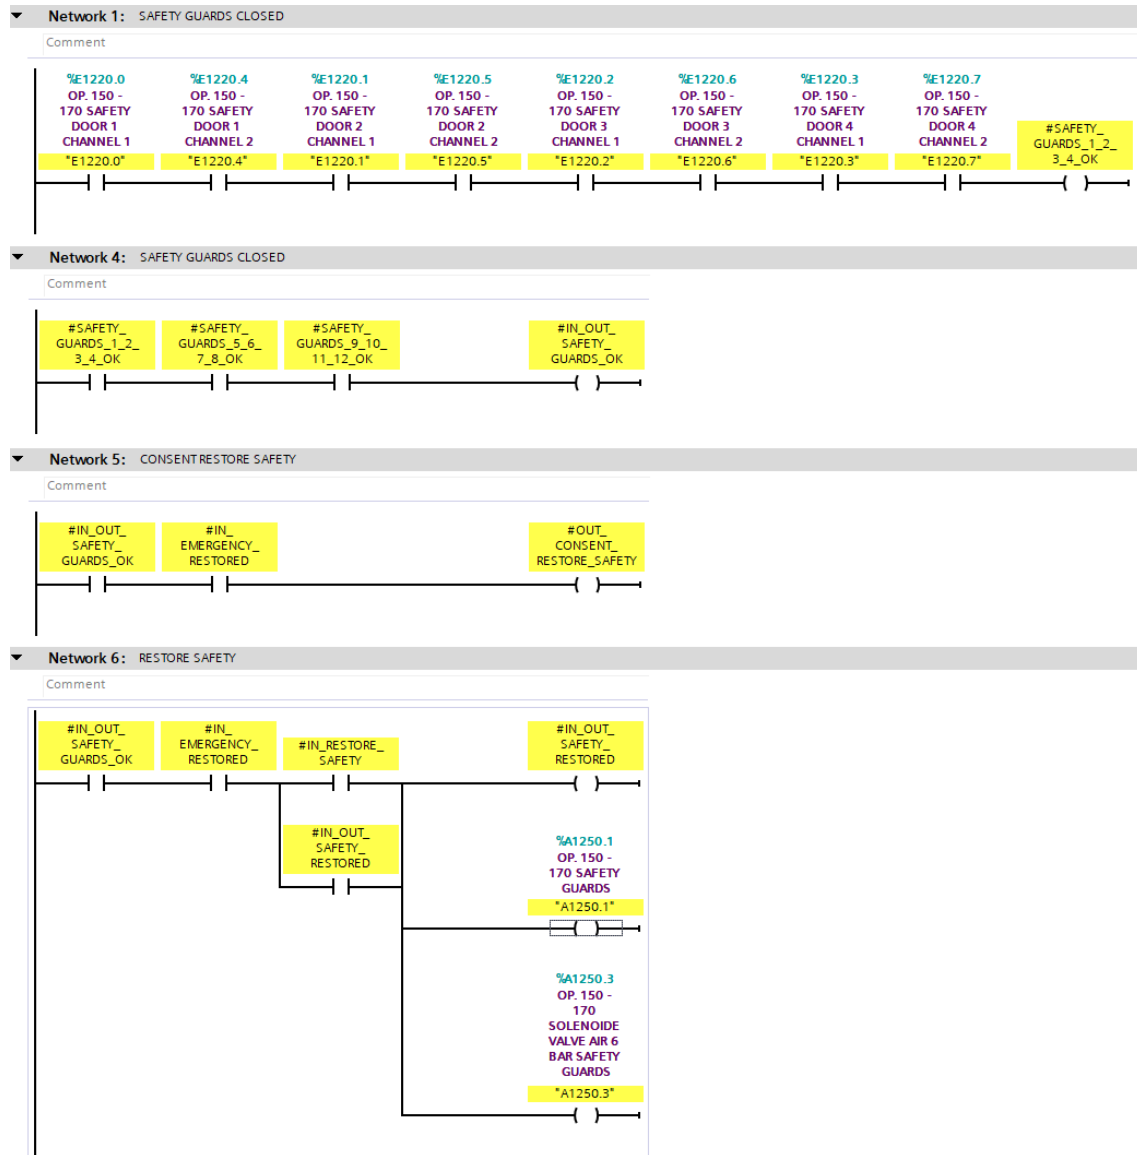 Network 1: SAFETY GUARDS CLOSED
Comment
%E1220.0
OP. 150 -
170 SAFETY
DOOR 1
CHANNEL 1
"E1220.0"
%E1220.4
OP. 150 -
170 SAFETY
DOOR 1
CHANNEL 2
"E1220.4"
%E1220.1
OP. 150 -
170 SAFETY
DOOR 2
CHANNEL 1
"E1220.1"
%E1220.5
OP. 150 -
170 SAFETY
DOOR 2
CHANNEL 2
"E1220.5"
%E1220.2
OP. 150 -
170 SAFETY
DOOR 3
CHANNEL 1
"E1220.2"
%E1220.6
OP. 150 -
170 SAFETY
DOOR 3
CHANNEL 2
"E1220.6"
%E1220.3
OP. 150 -
170 SAFETY
DOOR 4
CHANNEL 1
"E1220.3"
%E1220.7
OP. 150 -
170 SAFETY
DOOR 4
CHANNEL 2
"E1220.7"
#SAFETY_
GUARDS_1_2_
3_4_OK
Network 4: SAFETY GUARDS CLOSED
Comment
#SAFETY_
GUARDS_1_2_
3_4_OK
#SAFETY_
GUARDS_5_6_
7_8_OK
#SAFETY_
GUARDS_9_10_
11_12_OK
#IN_OUT_
SAFETY_
GUARDS_OK
Network 5: CONSENT RESTORE SAFETY
Comment
#IN_OUT_
SAFETY_
GUARDS_OK
#IN_
EMERGENCY_
RESTORED
#OUT_
CONSENT_
RESTORE_SAFETY
Network 6: RESTORE SAFETY
Comment
#IN_OUT_
SAFETY_
GUARDS_OK
#IN_
EMERGENCY_
RESTORED
#IN_RESTORE_
SAFETY
#IN_OUT_
SAFETY_
RESTORED
#IN_OUT_
SAFETY_
RESTORED
%A1250.1
OP. 150 -
170 SAFETY
GUARDS
"A1250.1"
%A1250.3
OP. 150 -
170
SOLENOIDE
VALVE AIR 6
BAR SAFETY
GUARDS
"A1250.3"